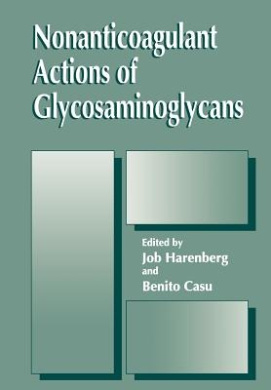 Nonanticoagulant
Actions of
Glycosaminoglycans
Edited by
Job Harenberg
and
Benito Casu